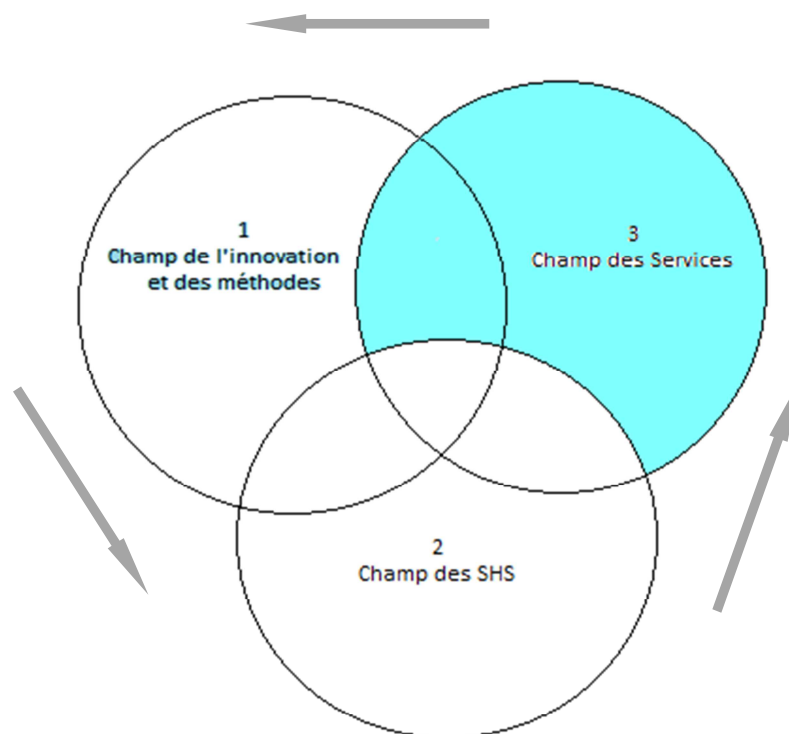 1
Champ de l'innovation
et des méthodes
3
Champ des Services
2
Champ des SHS